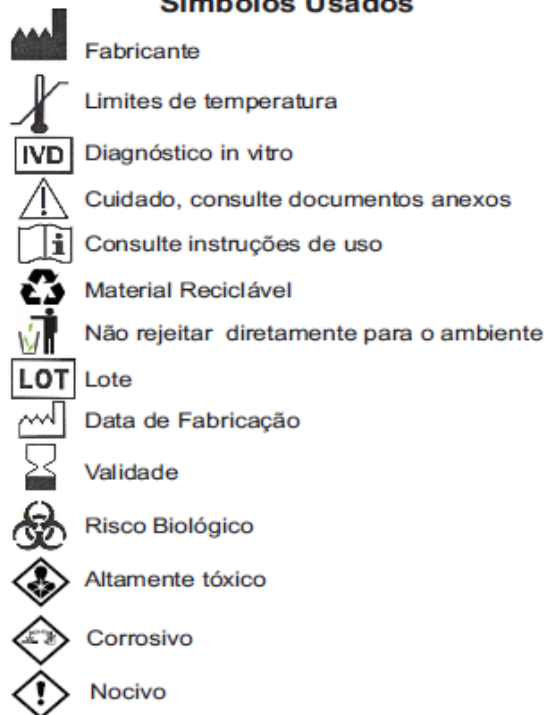 Símbolos Usados
Fabricante
Limites de temperatura
IVD Diagnóstico in vitro
Cuidado, consulte documentos anexos
i Consulte instruções de uso
Material Reciclável
Não rejeitar diretamente para o ambiente
LOT Lote
Data de Fabricação
Validade
Risco Biológico
Altamente tóxico
Corrosivo
Nocivo